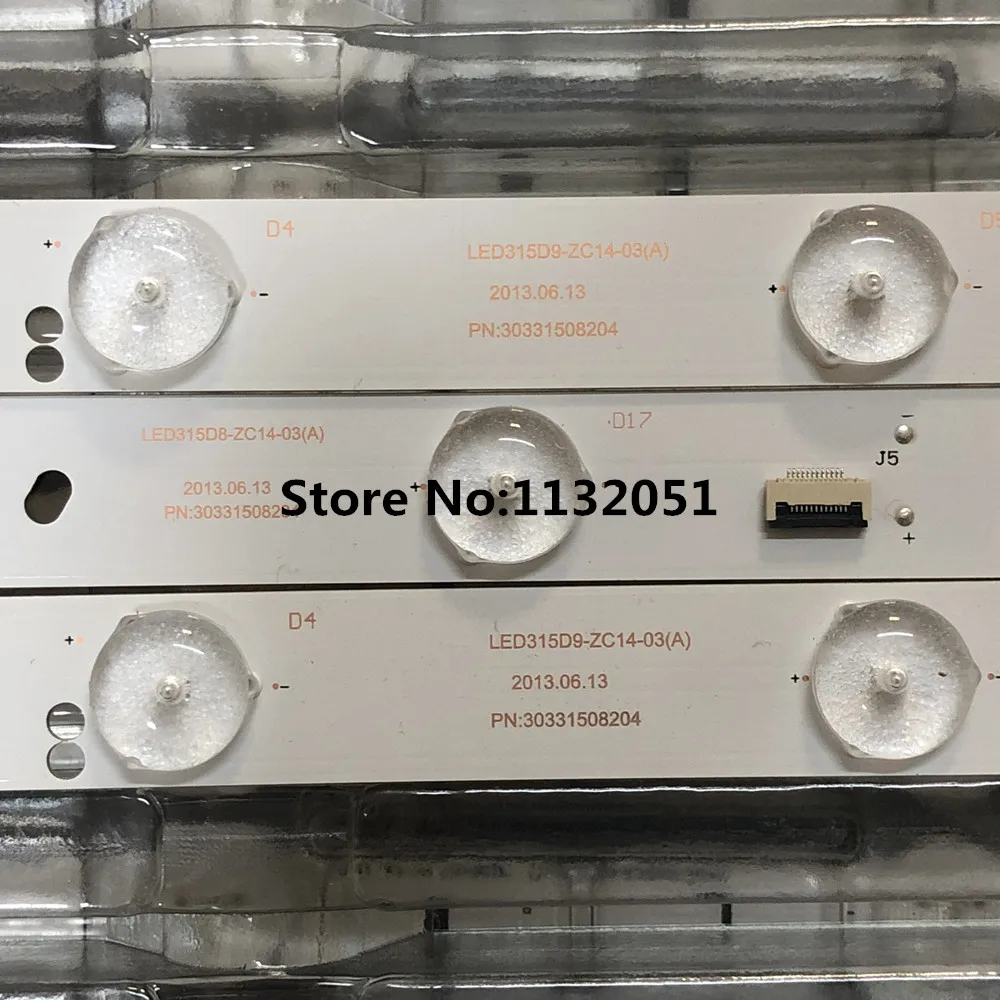 D4
D5
+
-
LED315D9-ZC14-03(A)
2013.06.13
PN:30331508204
+
-
LED315D8-ZC14-03(A)
D17
-
J5
2013.06.13
+
Store No:1132051
+
D4
+
LED315D9-ZC14-03(A)
-
2013.06.13
+
-
PN:30331508204